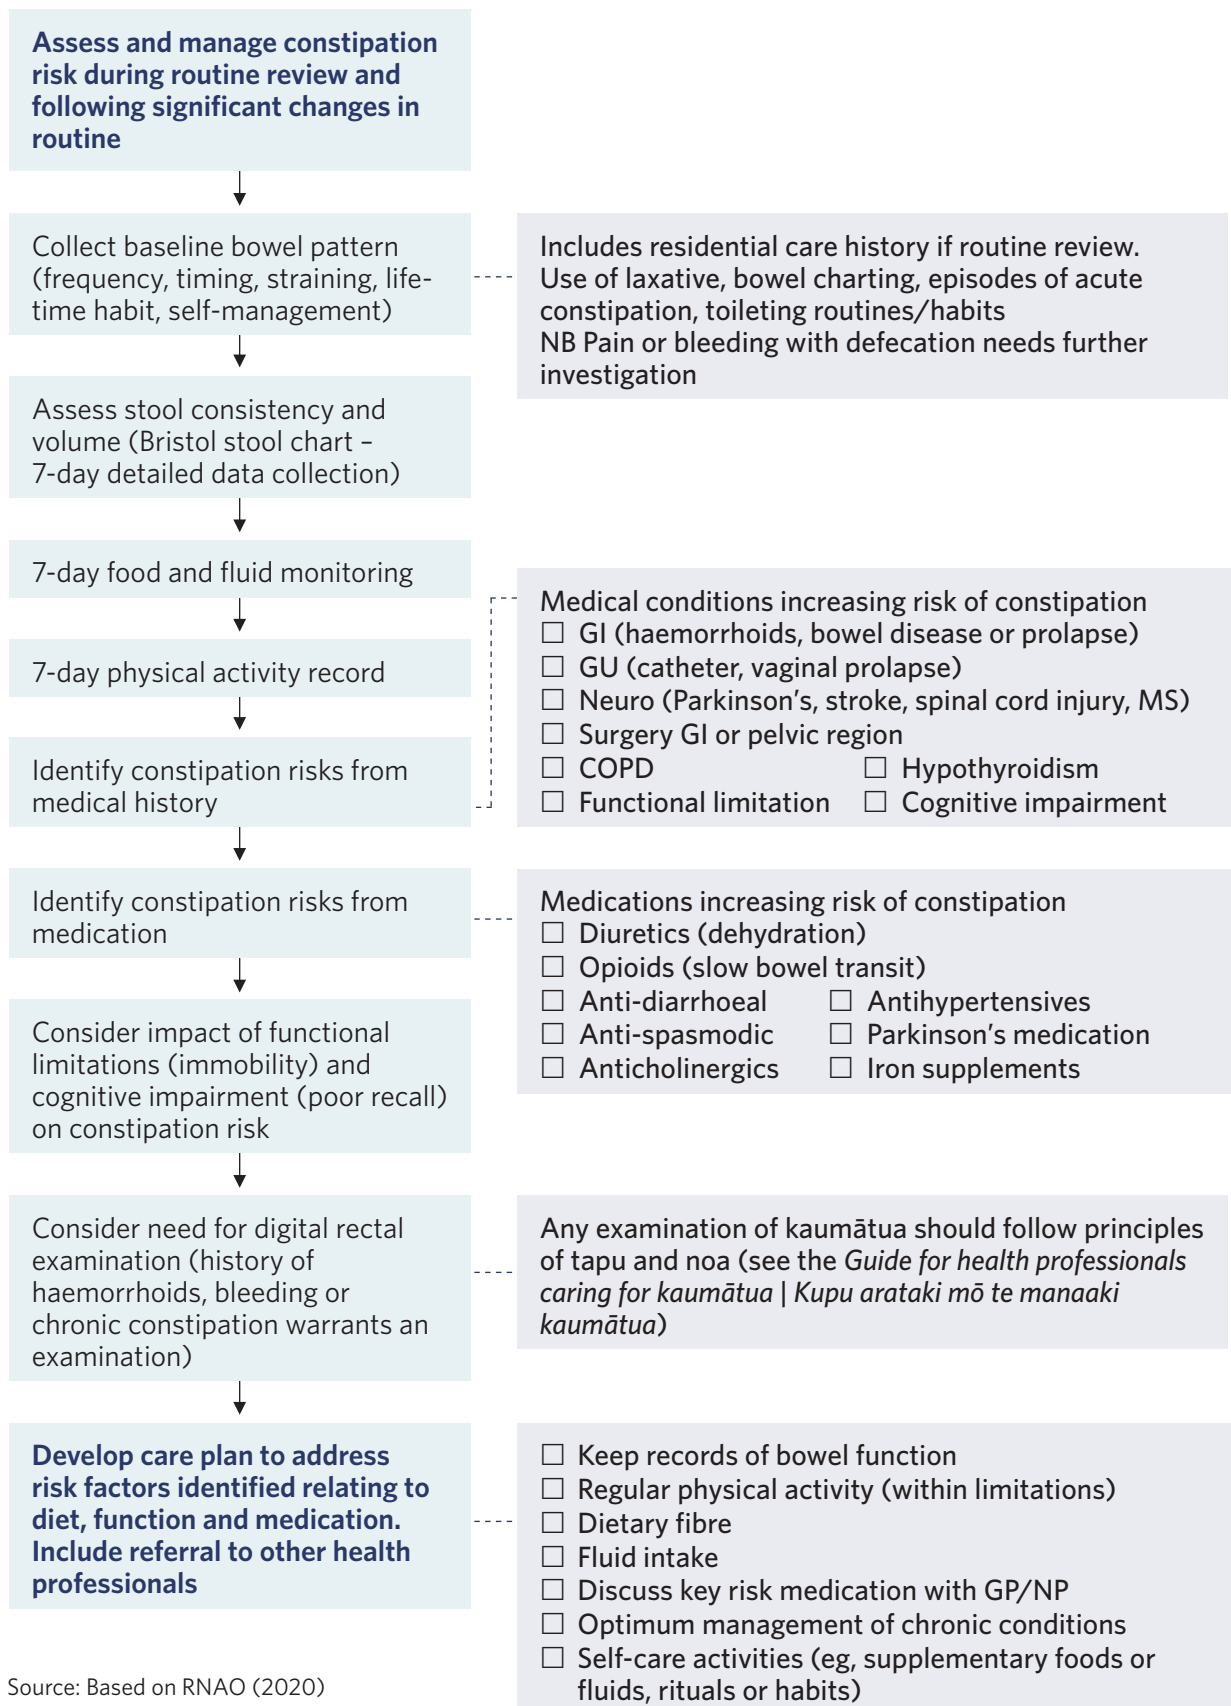 Assess and manage constipation
risk during routine review and
following significant changes in
routine
Collect baseline bowel pattern
(frequency, timing, straining, life-
time habit, self-management)
Includes residential care history if routine review.
Use of laxative, bowel charting, episodes of acute
constipation, toileting routines/habits
NB Pain or bleeding with defecation needs further
investigation
Assess stool consistency and
volume (Bristol stool chart –
7-day detailed data collection)
7-day food and fluid monitoring
7-day physical activity record
Identify constipation risks from
medical history
Medical conditions increasing risk of constipation
☐ GI (haemorrhoids, bowel disease or prolapse)
☐ GU (catheter, vaginal prolapse)
☐ Neuro (Parkinson's, stroke, spinal cord injury, MS)
☐ Surgery GI or pelvic region
☐ COPD ☐ Hypothyroidism
☐ Functional limitation ☐ Cognitive impairment
Identify constipation risks from
medication
Medications increasing risk of constipation
☐ Diuretics (dehydration)
☐ Opioids (slow bowel transit)
☐ Anti-diarrhoeal ☐ Antihypertensives
☐ Anti-spasmodic ☐ Parkinson's medication
☐ Anticholinergics ☐ Iron supplements
Consider impact of functional
limitations (immobility) and
cognitive impairment (poor recall)
on constipation risk
Consider need for digital rectal
examination (history of
haemorrhoids, bleeding or
chronic constipation warrants an
examination)
Any examination of kaumātua should follow principles
of tapu and noa (see the Guide for health professionals
caring for kaumātua | Kupu arataki mō te manaaki
kaumātua)
Develop care plan to address
risk factors identified relating to
diet, function and medication.
Include referral to other health
professionals
☐ Keep records of bowel function
☐ Regular physical activity (within limitations)
☐ Dietary fibre
☐ Fluid intake
☐ Discuss key risk medication with GP/NP
☐ Optimum management of chronic conditions
☐ Self-care activities (eg, supplementary foods or
fluids, rituals or habits)
Source: Based on RNAO (2020)